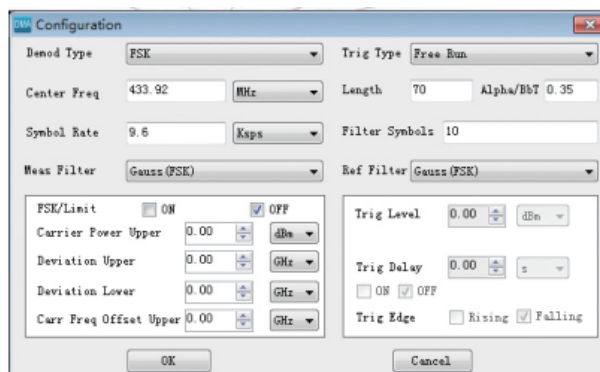 DMA Configuration
Demod Type FSK Trig Type Free Run
Center Freq 433.92 MHz Length 70 Alpha/BbT 0.35
Symbol Rate 9.6 Ksps Filter Symbols 10
Meas Filter Gauss(FSK) Ref Filter Gauss(FSK)
FSK/Limit ON OFF
Carrier Power Upper 0.00 dBm
Deviation Upper 0.00 GHz
Deviation Lower 0.00 GHz
Carr Freq Offset Upper 0.00 GHz
Trig Level 0.00 dBm
Trig Delay 0.00 s
ON OFF
Trig Edge Rising Falling
OK Cancel